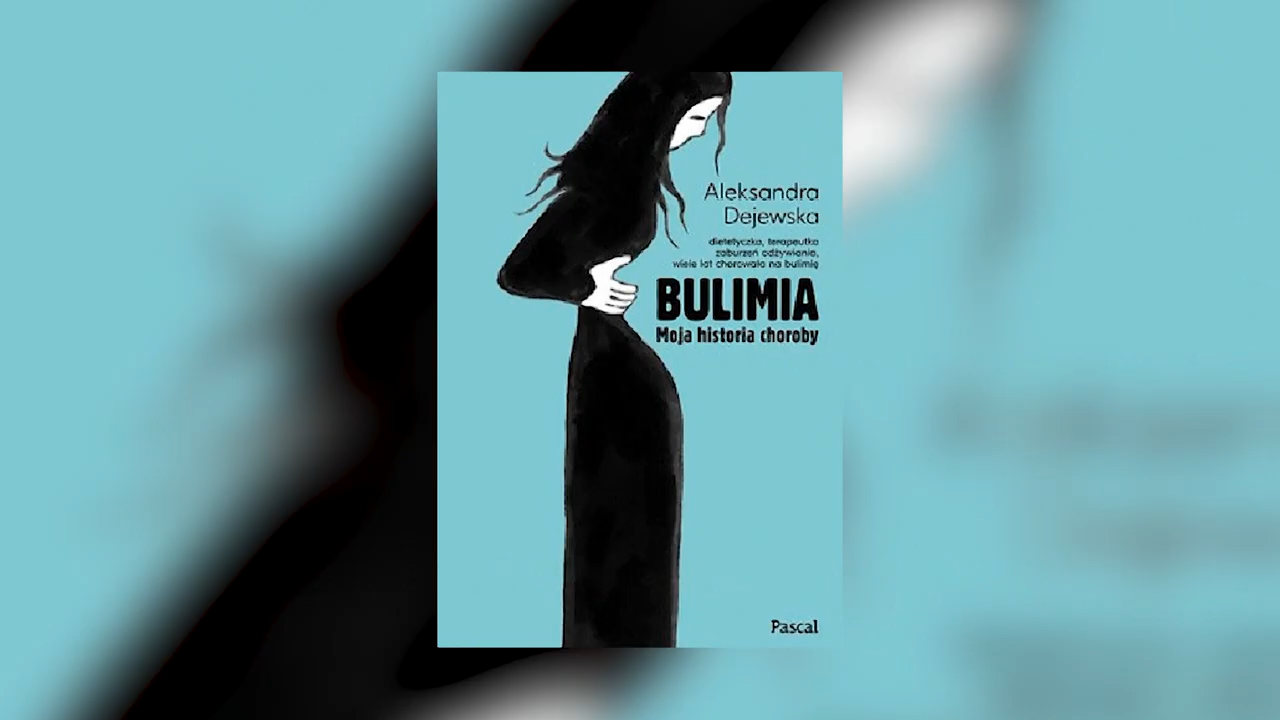 Aleksandra
Dejewska
dietetyczka, terapeutka
zaburzeń odżywiania,
wiele lat chorowała na bulimię
BULIMIA
Moja historia choroby
Pascal